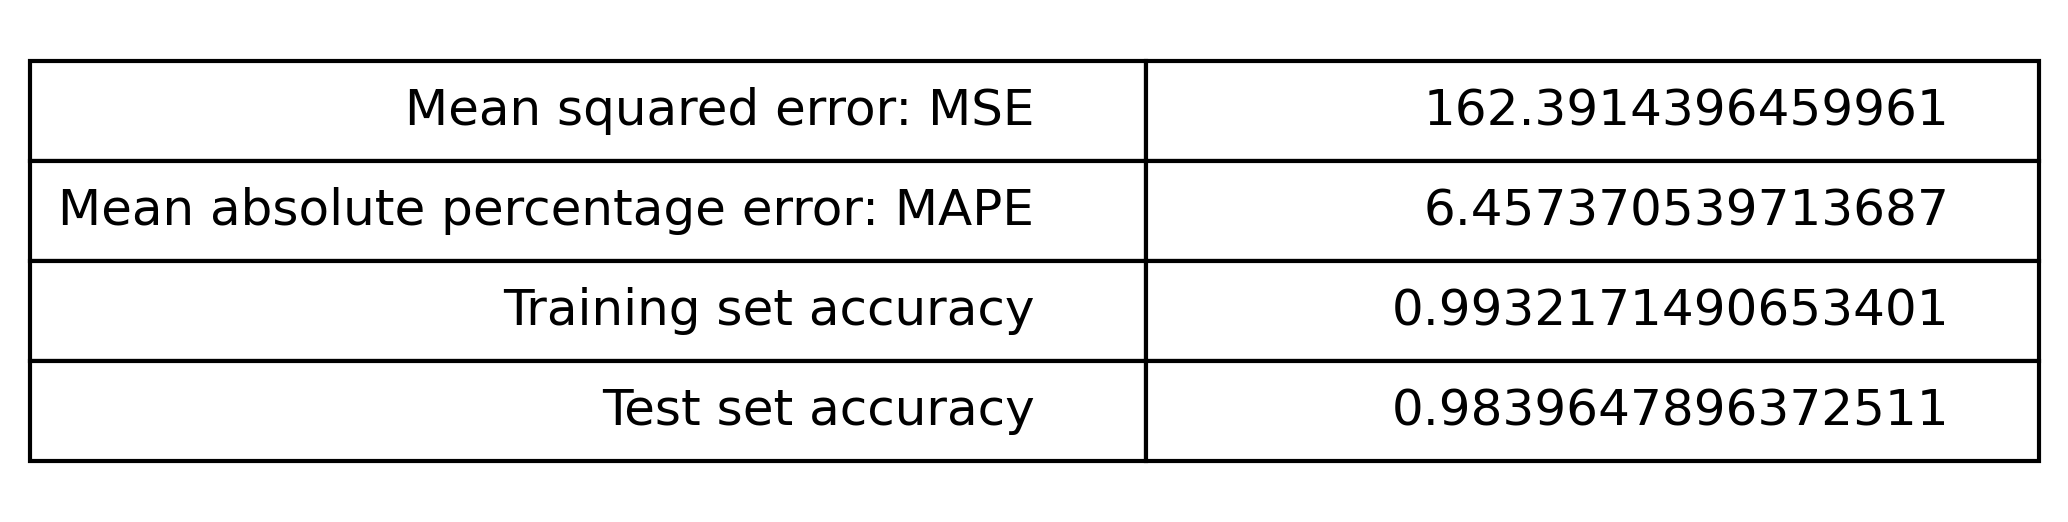 Mean squared error: MSE 162.3914396459961
Mean absolute percentage error: MAPE 6.457370539713687
Training set accuracy 0.9932171490653401
Test set accuracy 0.9839647896372511